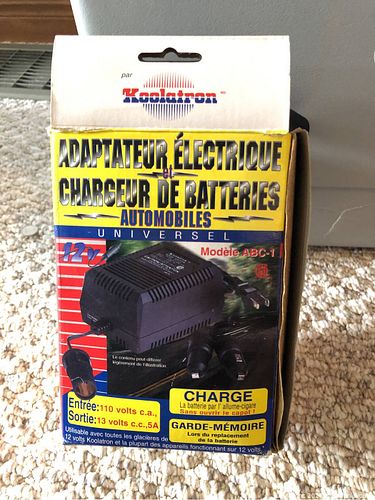 par
Koolatron
ADAPTATEUR ÉLECTRIQUE
et
CHARGEUR DE BATTERIES
AUTOMOBILES
UNIVERSEL
12v
Modèle ABC-1
Le contenu peut différer
légèrement de l'illustration
Entrée:110 volts c.a.,
Sortie:13 volts c.c.,5A
CHARGE
La batterie par l'allume-cigare
Sans ouvrir le capot !
GARDE-MÉMOIRE
Lors du remplacement
de la batterie
Utilisable avec toutes les glacières de
12 volts Koolatron et la plupart des appareils fonctionnant sur 12 volts